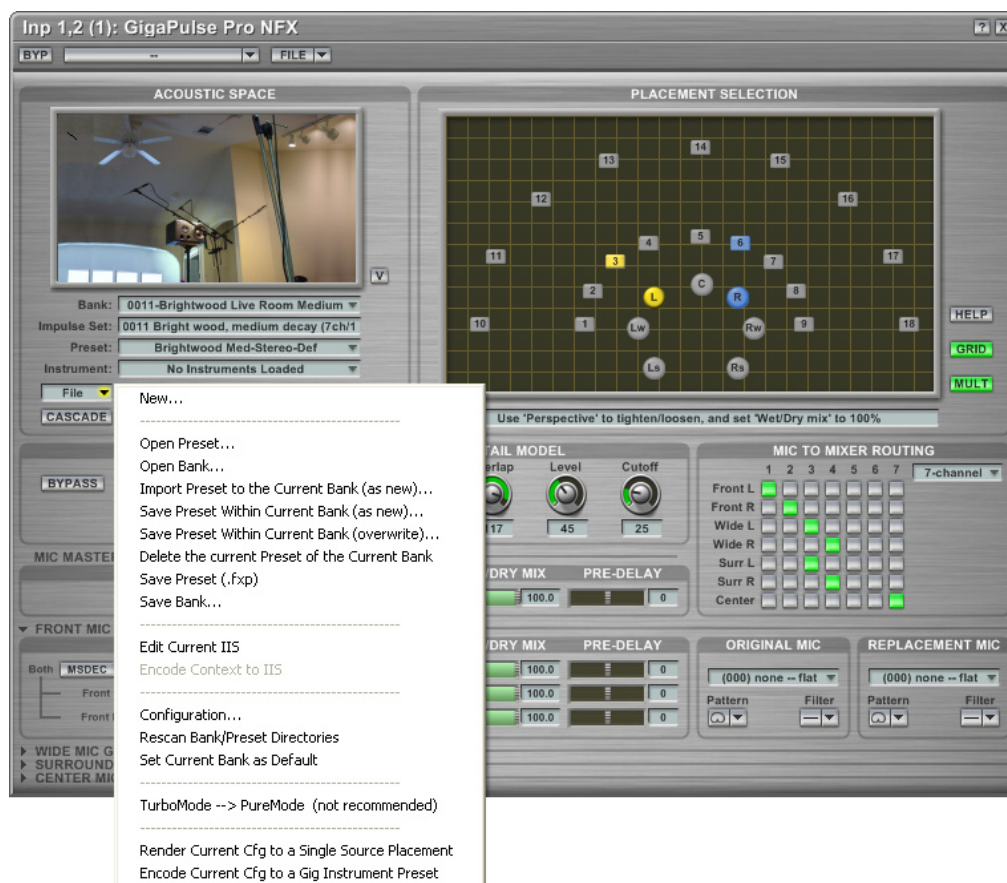 Inp 1,2 (1): GigaPulse Pro NFX
? X
BYP -- FILE
ACOUSTIC SPACE
V
Bank: 0011-Brightwood Live Room Medium
Impulse Set: 0011 Bright wood, medium decay (7ch/1
Preset: Brightwood Med-Stereo-Def
Instrument: No Instruments Loaded
File
CASCADE
PLACEMENT SELECTION
14
13 15
12 16
4 5 6
11 3 7 17
2 L C R 8
10 1 Lw Rw 9 18
Ls Rs
HELP
GRID
MULT
Use 'Perspective' to tighten/loosen, and set 'Wet/Dry mix' to 100%
New...
Open Preset...
Open Bank...
Import Preset to the Current Bank (as new)...
Save Preset Within Current Bank (as new)...
Save Preset Within Current Bank (overwrite)...
Delete the current Preset of the Current Bank
Save Preset (.fxp)
Save Bank...
Edit Current IIS
Encode Context to IIS
Configuration...
Rescan Bank/Preset Directories
Set Current Bank as Default
TurboMode --> PureMode (not recommended)
Render Current Cfg to a Single Source Placement
Encode Current Cfg to a Gig Instrument Preset
BYPASS
TAIL MODEL
erlap Level Cutoff
17 45 25
MIC TO MIXER ROUTING
1 2 3 4 5 6 7 7-channel
Front L
Front R
Wide L
Wide R
Surr L
Surr R
Center
MIC MASTE
/DRY MIX PRE-DELAY
100.0 0
FRONT MIC
Both MSDEC
Front
Front
/DRY MIX PRE-DELAY
100.0 0
100.0 0
100.0 0
ORIGINAL MIC
(000) none -- flat
Pattern Filter
REPLACEMENT MIC
(000) none -- flat
Pattern Filter
WIDE MIC G
SURROUND
CENTER MIC